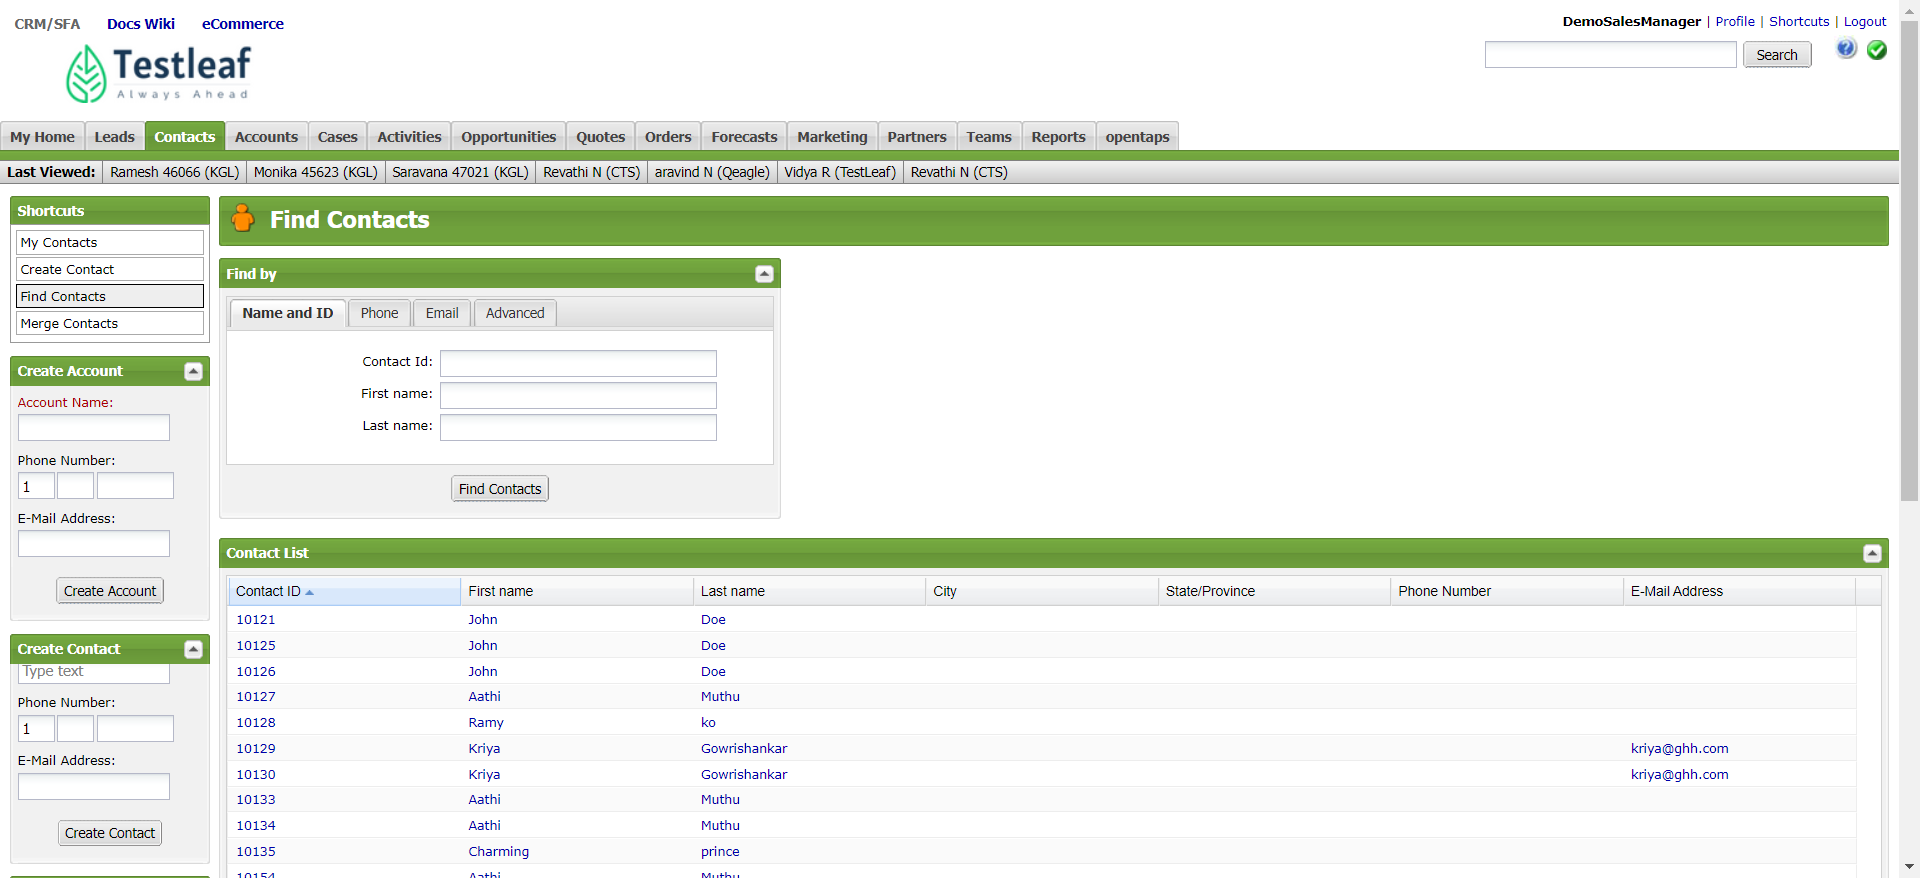 CRM/SFA Docs Wiki eCommerce
DemoSalesManager | Profile | Shortcuts | Logout
Testleaf
Always Ahead
Search
My Home Leads Contacts Accounts Cases Activities Opportunities Quotes Orders Forecasts Marketing Partners Teams Reports opentaps
Last Viewed: Ramesh 46066 (KGL) Monika 45623 (KGL) Saravana 47021 (KGL) Revathi N (CTS) aravind N (Qeagle) Vidya R (TestLeaf) Revathi N (CTS)
Shortcuts
My Contacts
Create Contact
Find Contacts
Merge Contacts
Create Account
Account Name:
Phone Number:
1
E-Mail Address:
Create Account
Create Contact
Type text
Phone Number:
1
E-Mail Address:
Create Contact
Find Contacts
Find by
Name and ID Phone Email Advanced
Contact Id:
First name:
Last name:
Find Contacts
Contact List
Contact ID First name Last name City State/Province Phone Number E-Mail Address
10121 John Doe
10125 John Doe
10126 John Doe
10127 Aathi Muthu
10128 Ramy ko
10129 Kriya Gowrishankar kriya@ghh.com
10130 Kriya Gowrishankar kriya@ghh.com
10133 Aathi Muthu
10134 Aathi Muthu
10135 Charming prince
10154 Aathi Muthu